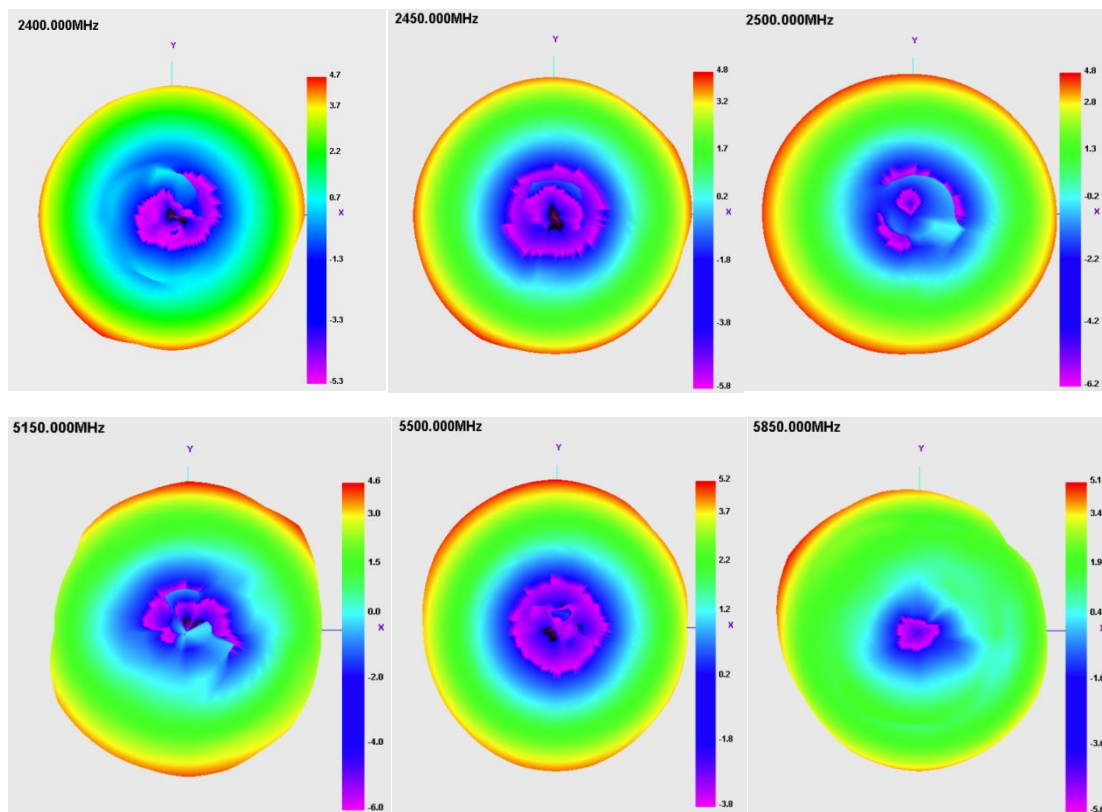 2400.000MHz
Y
4.7
3.7
2.2
0.7
X
-1.3
-3.3
-5.3
2450.000MHz
Y
4.8
3.2
1.7
0.2
X
-1.8
-3.8
-5.8
2500.000MHz
Y
4.8
2.8
1.3
-0.2
X
-2.2
-4.2
-6.2
5150.000MHz
Y
4.6
3.0
1.5
0.0
X
-2.0
-4.0
-6.0
5500.000MHz
Y
5.2
3.7
2.2
1.2
X
0.2
-1.8
-3.8
5850.000MHz
Y
5.1
3.4
1.9
0.4
X